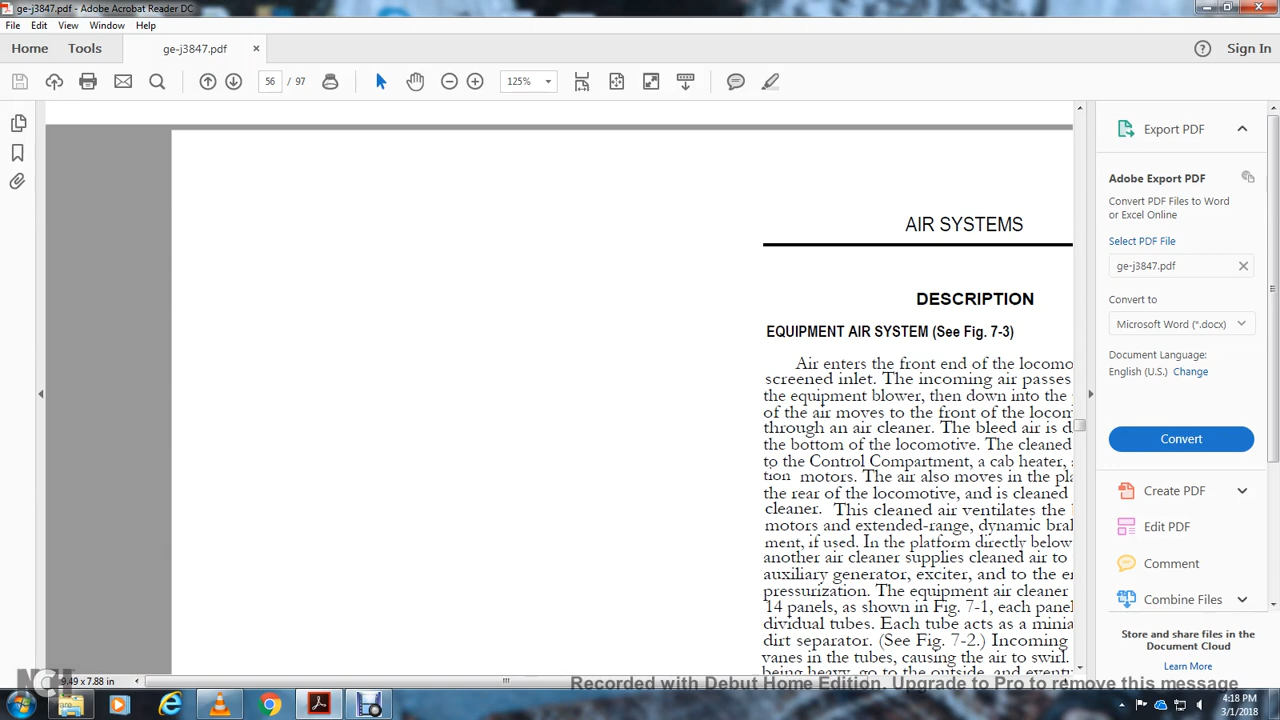 ge-j3847.pdf - Adobe Acrobat Reader DC
File Edit View Window Help
Home Tools ge-j3847.pdf × Sign In
56 / 97 125%
AIR SYSTEMS
DESCRIPTION
EQUIPMENT AIR SYSTEM (See Fig. 7-3)
Air enters the front end of the locomo
screened inlet. The incoming air passes
the equipment blower, then down into the
of the air moves to the front of the locom
through an air cleaner. The bleed air is d
the bottom of the locomotive. The cleaned
to the Control Compartment, a cab heater,
tion motors. The air also moves in the pla
the rear of the locomotive, and is cleaned
cleaner. This cleaned air ventilates the
motors and extended-range, dynamic bral
ment, if used. In the platform directly below
another air cleaner supplies cleaned air to
auxiliary generator, exciter, and to the en
pressurization. The equipment air cleaner
14 panels, as shown in Fig. 7-1, each panel
dividual tubes. Each tube acts as a minia
dirt separator. (See Fig. 7-2.) Incoming
vanes in the tubes, causing the air to swirl.
being heavy, go to the outside, and eventu
9.49 x 7.88 in
Export PDF
Adobe Export PDF
Convert PDF Files to Word
or Excel Online
Select PDF File
ge-j3847.pdf
Convert to
Microsoft Word (*.docx)
Document Language:
English (U.S.) Change
Convert
Create PDF
Edit PDF
Comment
Combine Files
Store and share files in the
Document Cloud
Learn More
Recorded with Debut Home Edition. Upgrade to Pro to remove this message
NCH
4:18 PM
3/1/2018